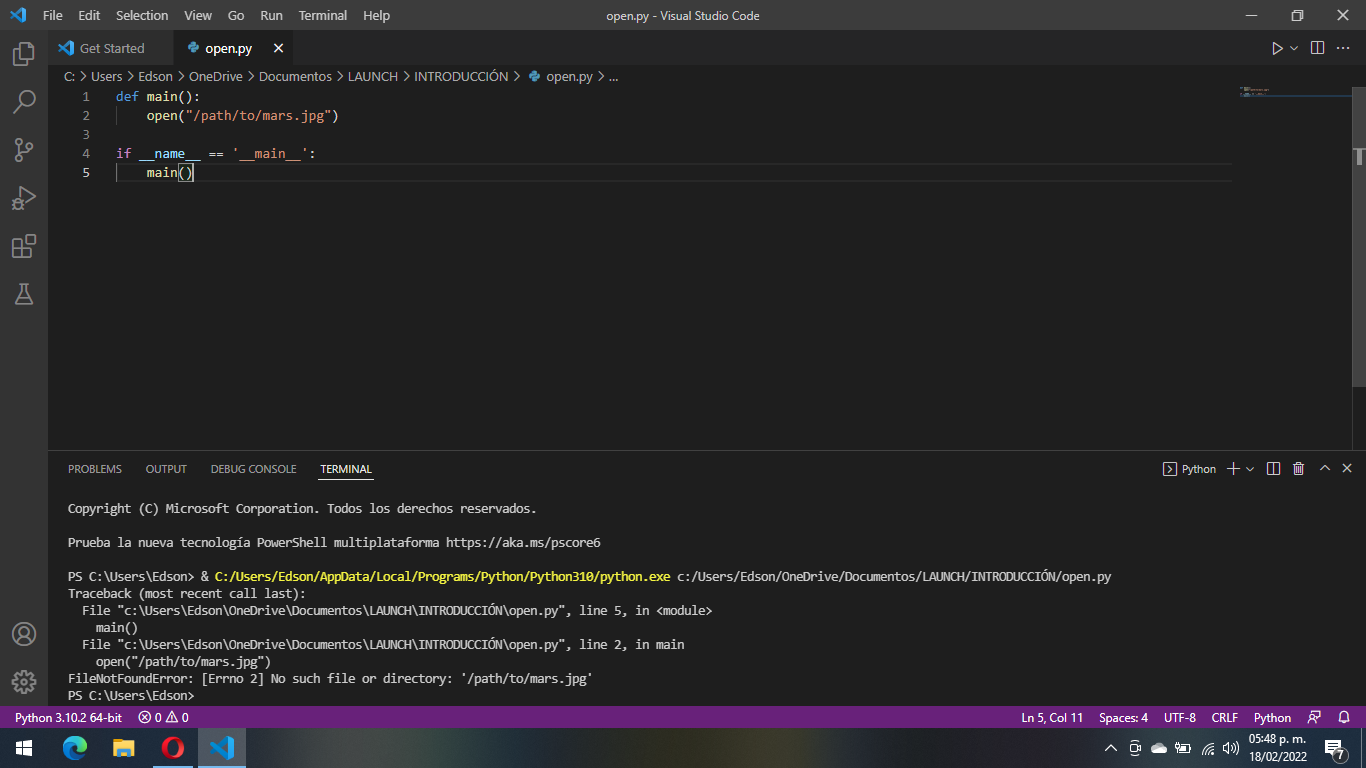 File Edit Selection View Go Run Terminal Help open.py - Visual Studio Code
Get Started open.py
C: > Users > Edson > OneDrive > Documentos > LAUNCH > INTRODUCCIÓN > open.py > ...
1 def main():
2 open("/path/to/mars.jpg")
3
4 if __name__ == '__main__':
5 main()
PROBLEMS OUTPUT DEBUG CONSOLE TERMINAL Python
Copyright (C) Microsoft Corporation. Todos los derechos reservados.
Prueba la nueva tecnología PowerShell multiplataforma https://aka.ms/pscore6
PS C:\Users\Edson> & C:/Users/Edson/AppData/Local/Programs/Python/Python310/python.exe c:/Users/Edson/OneDrive/Documentos/LAUNCH/INTRODUCCIÓN/open.py
Traceback (most recent call last):
File "c:\Users\Edson\OneDrive\Documentos\LAUNCH\INTRODUCCIÓN\open.py", line 5, in <module>
main()
File "c:\Users\Edson\OneDrive\Documentos\LAUNCH\INTRODUCCIÓN\open.py", line 2, in main
open("/path/to/mars.jpg")
FileNotFoundError: [Errno 2] No such file or directory: '/path/to/mars.jpg'
PS C:\Users\Edson>
Python 3.10.2 64-bit 0 0 Ln 5, Col 11 Spaces: 4 UTF-8 CRLF Python
05:48 p. m.
18/02/2022
7